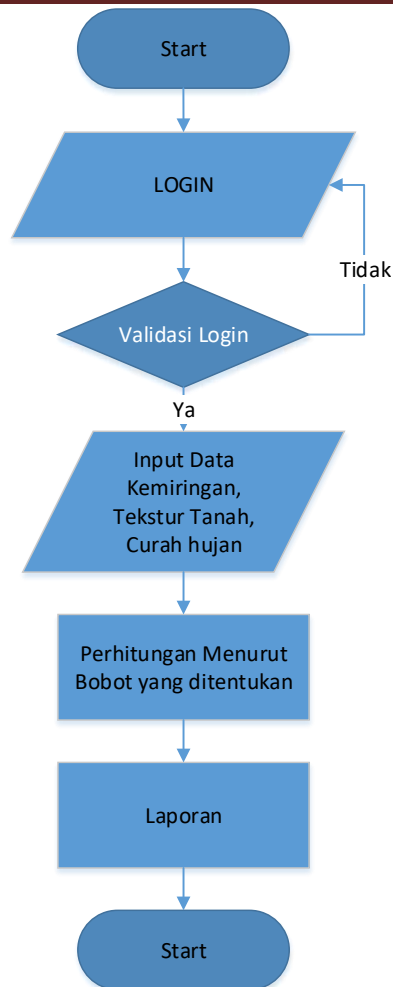 Start
LOGIN
Tidak
Validasi Login
Ya
Input Data
Kemiringan,
Tekstur Tanah,
Curah hujan
Perhitungan Menurut
Bobot yang ditentukan
Laporan
Start